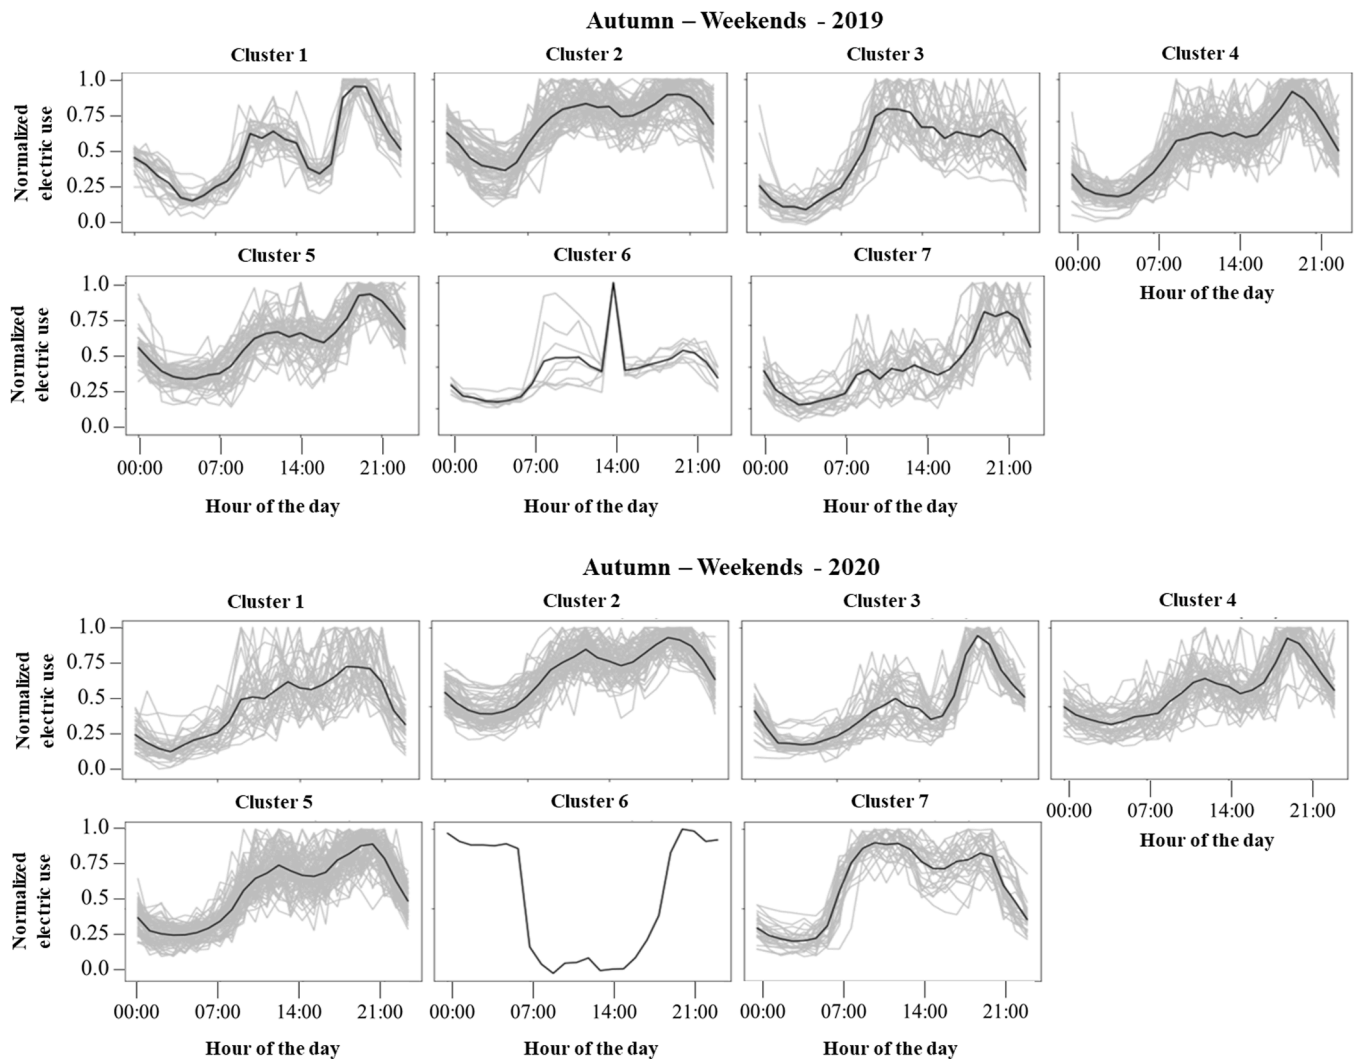 Autumn – Weekends - 2019
Cluster 1
Cluster 2
Cluster 3
Cluster 4
Normalized
electric use
1.0
0.75
0.5
0.25
0.0
00:00 07:00 14:00 21:00
Hour of the day
Cluster 5
Cluster 6
Cluster 7
Normalized
electric use
1.0
0.75
0.5
0.25
0.0
00:00 07:00 14:00 21:00
00:00 07:00 14:00 21:00
00:00 07:00 14:00 21:00
Hour of the day
Hour of the day
Hour of the day
Autumn – Weekends - 2020
Cluster 1
Cluster 2
Cluster 3
Cluster 4
Normalized
electric use
1.0
0.75
0.5
0.25
0.0
00:00 07:00 14:00 21:00
Hour of the day
Cluster 5
Cluster 6
Cluster 7
Normalized
electric use
1.0
0.75
0.5
0.25
0.0
00:00 07:00 14:00 21:00
00:00 07:00 14:00 21:00
00:00 07:00 14:00 21:00
Hour of the day
Hour of the day
Hour of the day